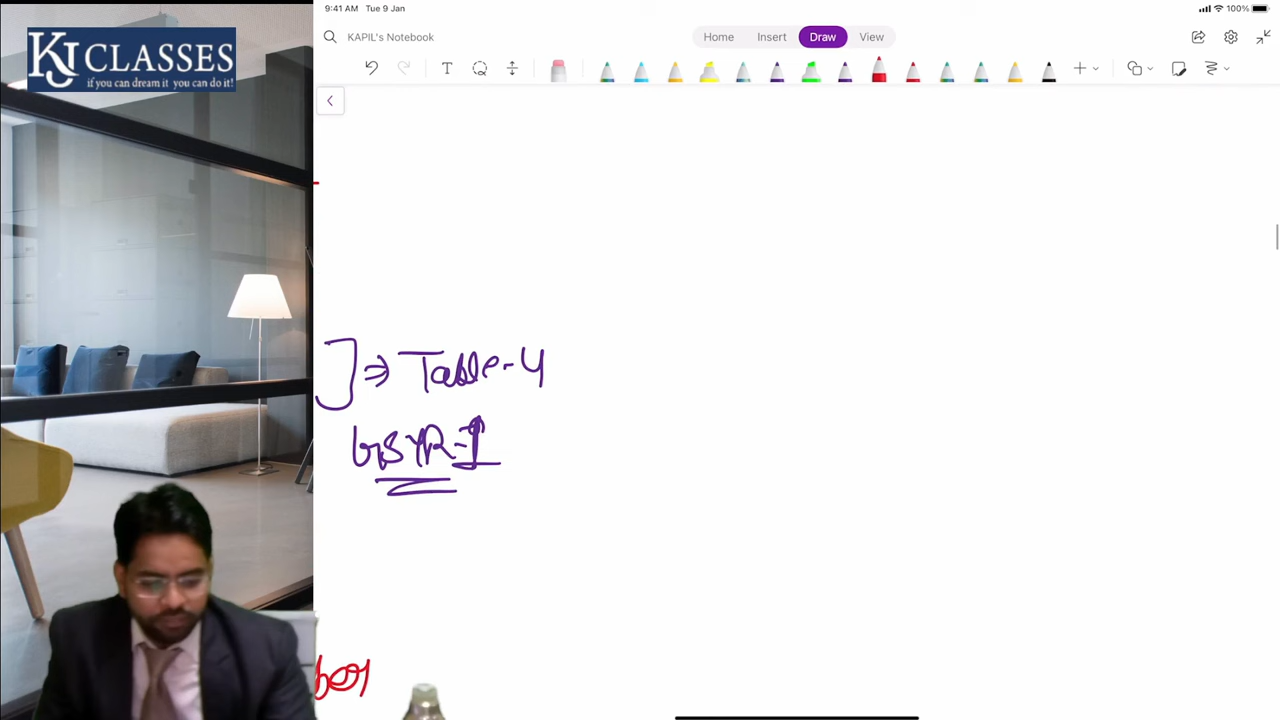 KJ CLASSES
if you can dream it you can do it!
9:41 AM Tue 9 Jan
100%
KAPIL's Notebook
Home Insert Draw View
T
] ⇒ Table-4
GSTR-1
ber